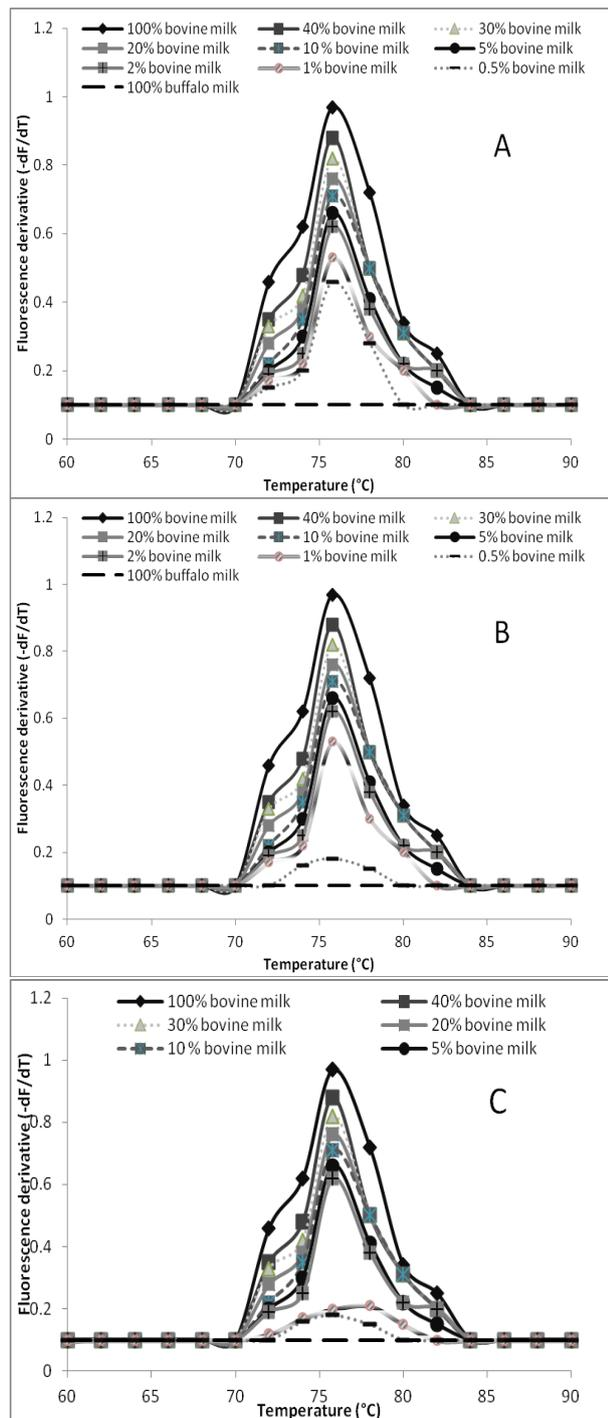 100% bovine milk 40% bovine milk 30% bovine milk
20% bovine milk 10 % bovine milk 5% bovine milk
2% bovine milk 1% bovine milk 0.5% bovine milk
100% buffalo milk
A
Fluorescence derivative (-dF/dT)
1.2
1
0.8
0.6
0.4
0.2
0
60 65 70 75 80 85 90
Temperature (°C)
100% bovine milk 40% bovine milk 30% bovine milk
20% bovine milk 10 % bovine milk 5% bovine milk
2% bovine milk 1% bovine milk 0.5% bovine milk
100% buffalo milk
B
Fluorescence derivative (-dF/dT)
1.2
1
0.8
0.6
0.4
0.2
0
60 65 70 75 80 85 90
Temperature (°C)
100% bovine milk 40% bovine milk
30% bovine milk 20% bovine milk
10 % bovine milk 5% bovine milk
C
Fluorescence derivative (-dF/dT)
1.2
1
0.8
0.6
0.4
0.2
0
60 65 70 75 80 85 90
Temperature (°C)